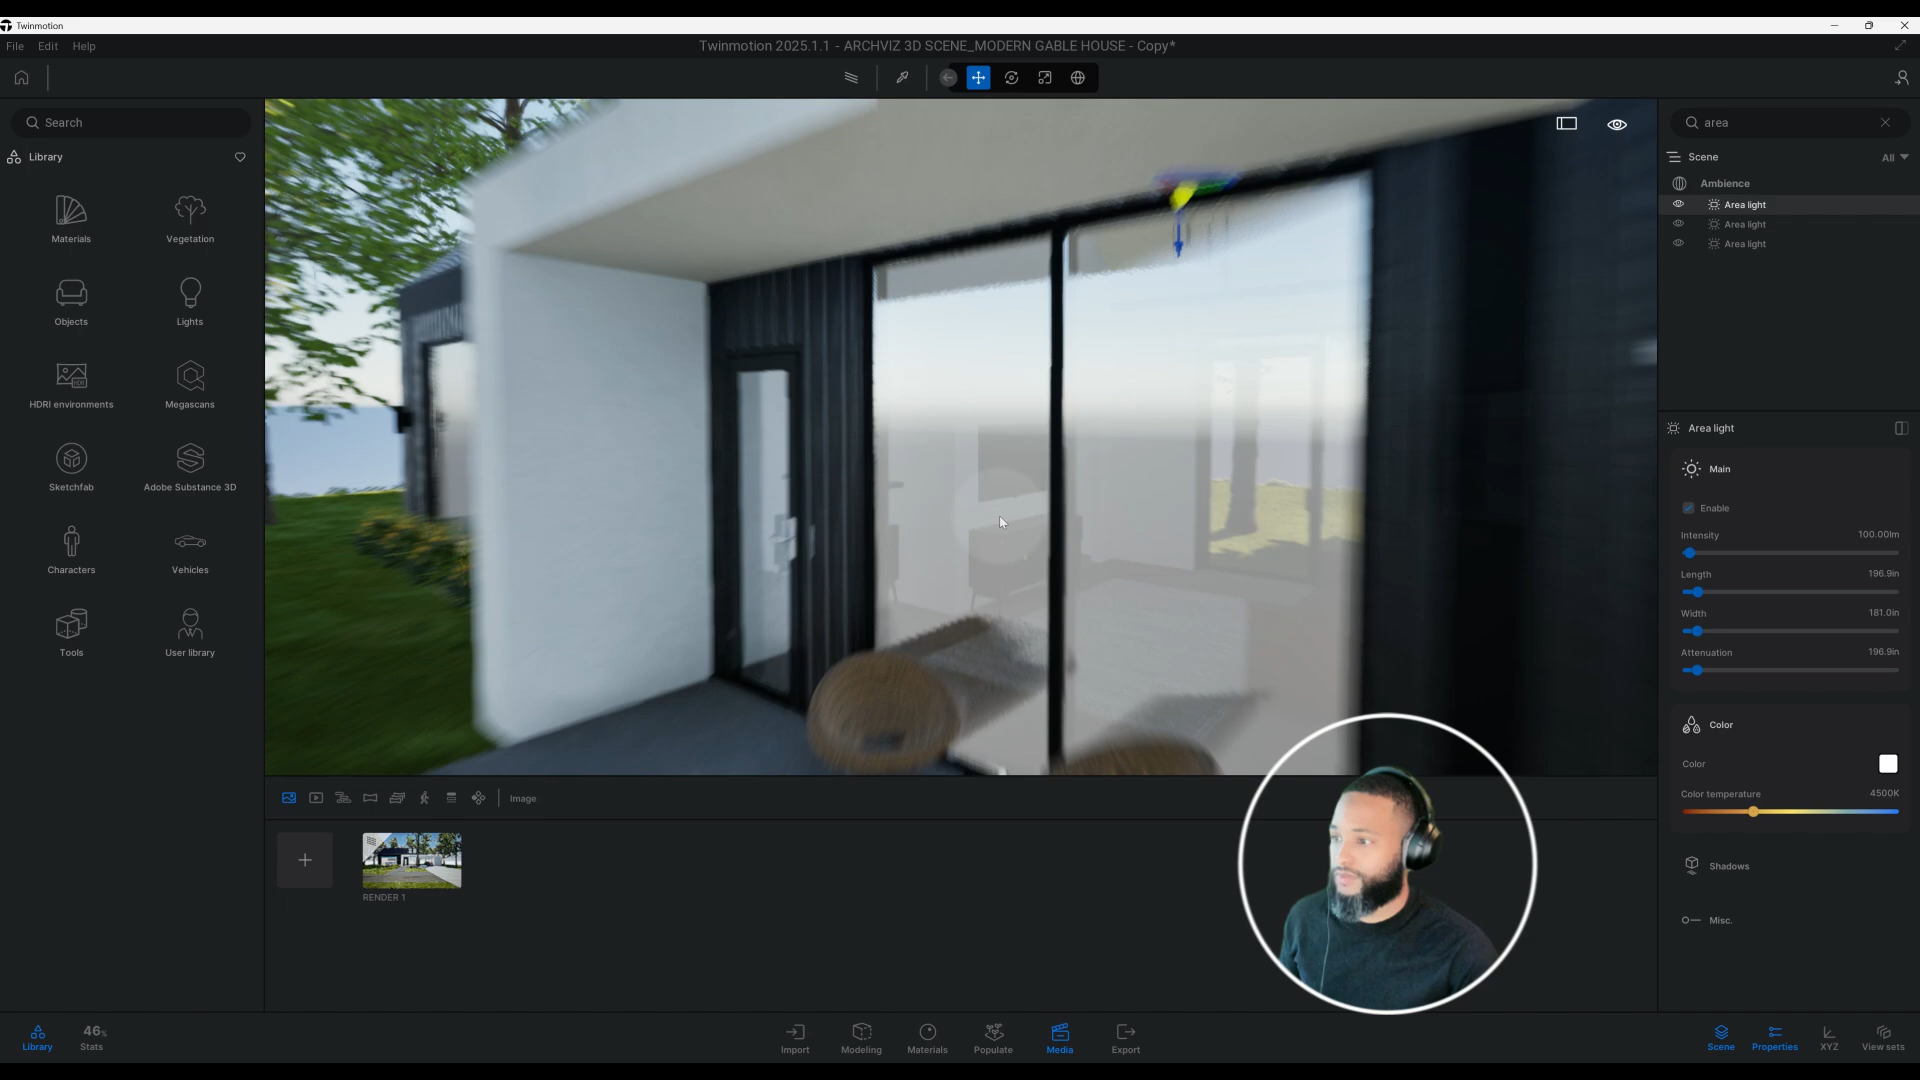 Twinmotion
File Edit Help
Twinmotion 2025.1.1 - ARCHVIZ 3D SCENE_MODERN GABLE HOUSE - Copy*
Search
Library
Materials
Vegetation
Objects
Lights
HDR
HDRI environments
Megascans
Sketchfab
Adobe Substance 3D
Characters
Vehicles
Tools
User library
Image
RENDER 1
area
Scene
All
Ambience
Area light
Area light
Area light
Area light
Main
Enable
Intensity 100.00lm
Length 196.9in
Width 181.0in
Attenuation 196.9in
Color
Color
Color temperature 4500K
Shadows
Misc.
Library
46%
Stats
Import
Modeling
Materials
Populate
Media
Export
Scene
Properties
XYZ
View sets